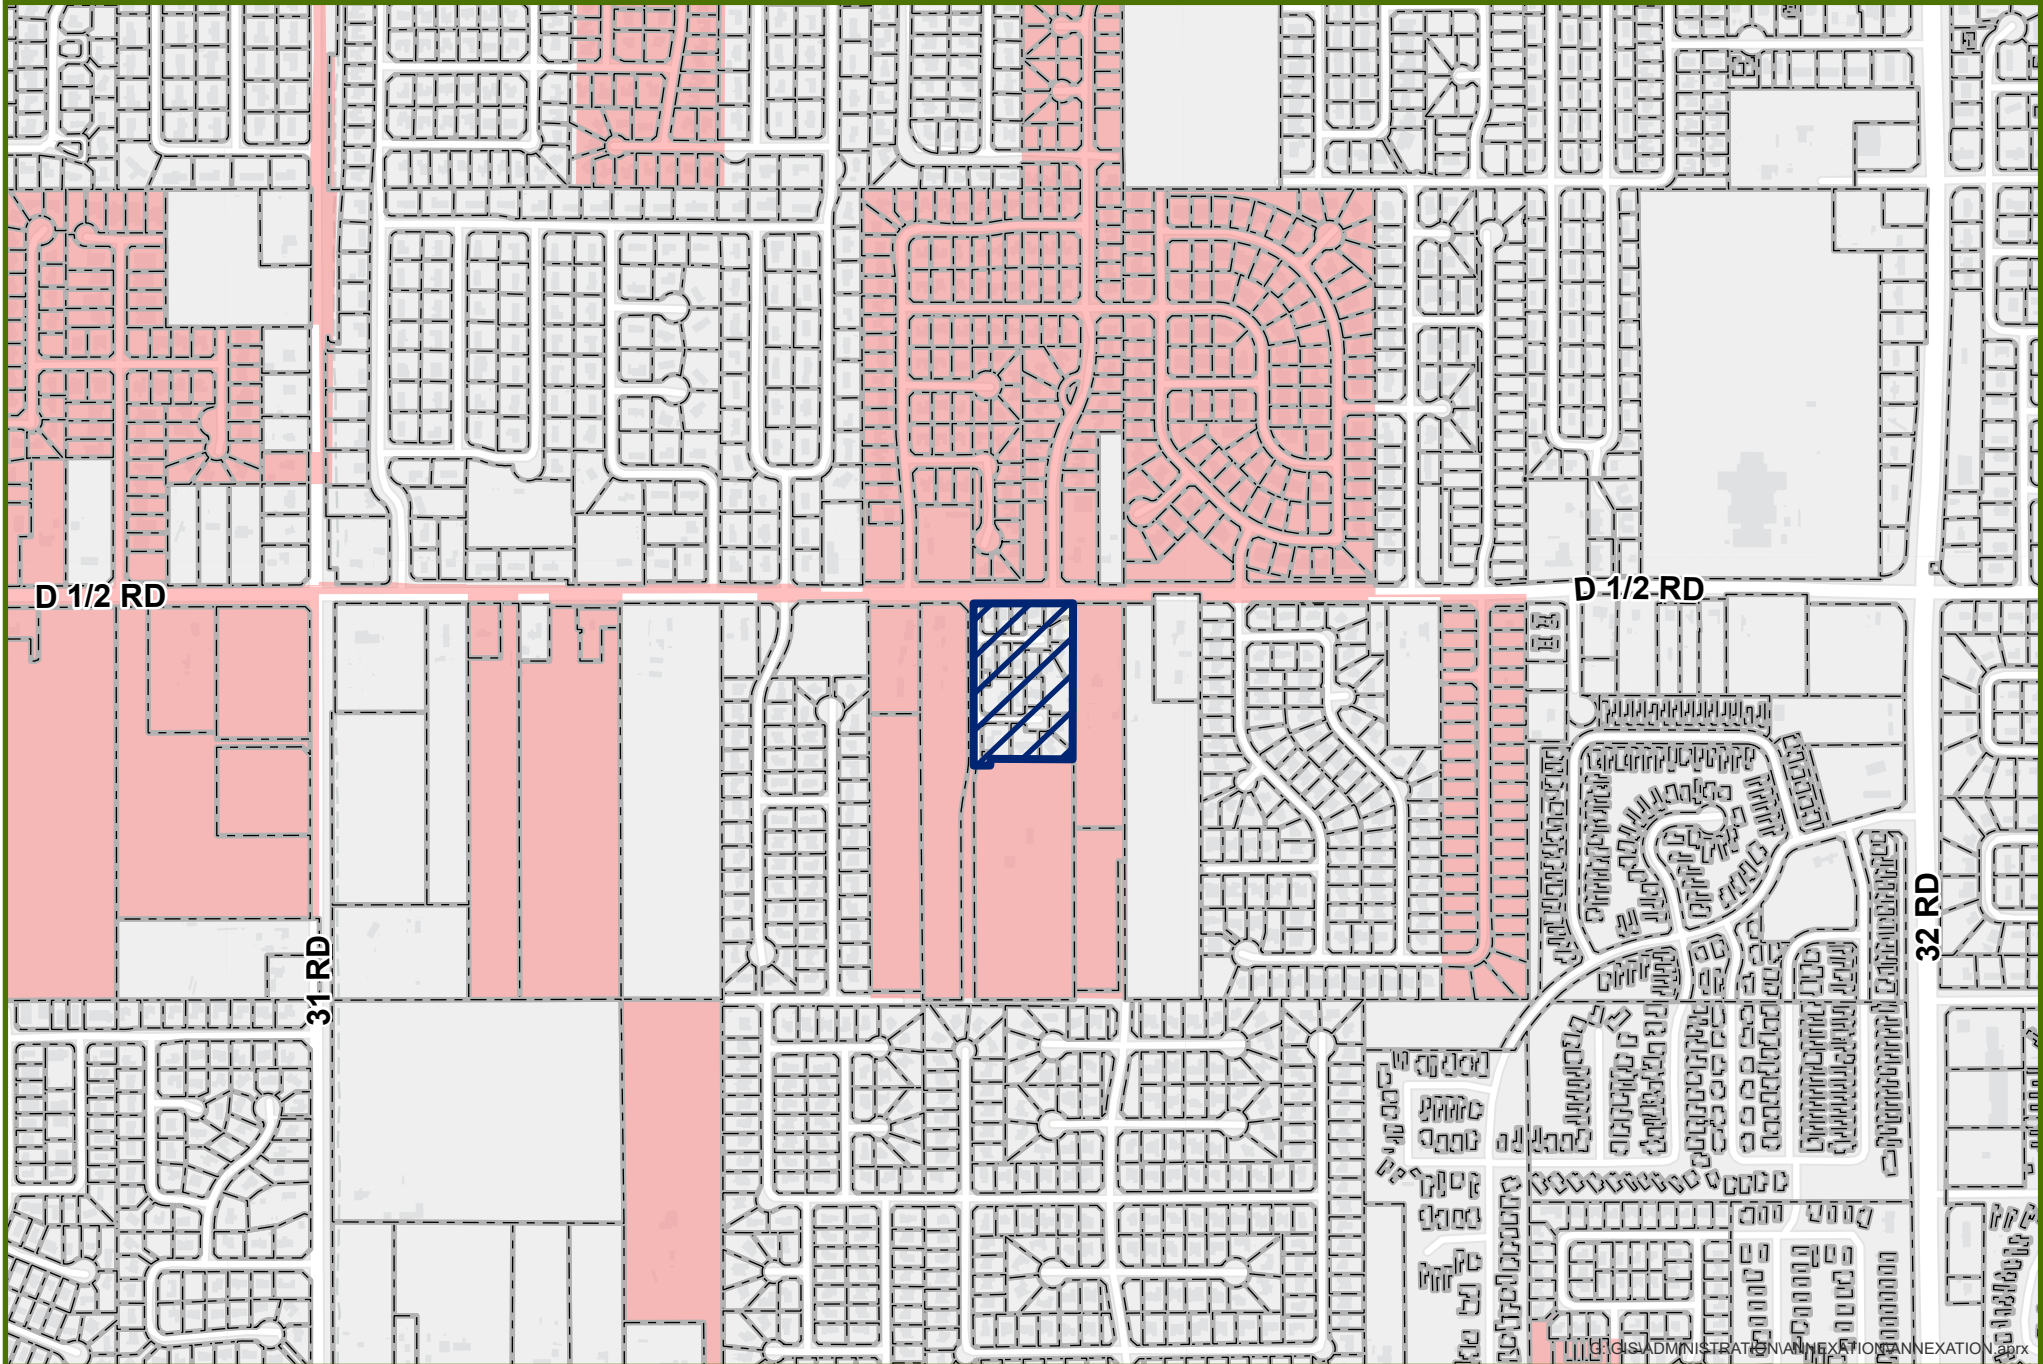 D 1/2 RD
D 1/2 RD
32 RD
31 RD
G:\GIS\ADMINISTRATION\ANNEXATION\ANNEXATION.aprx